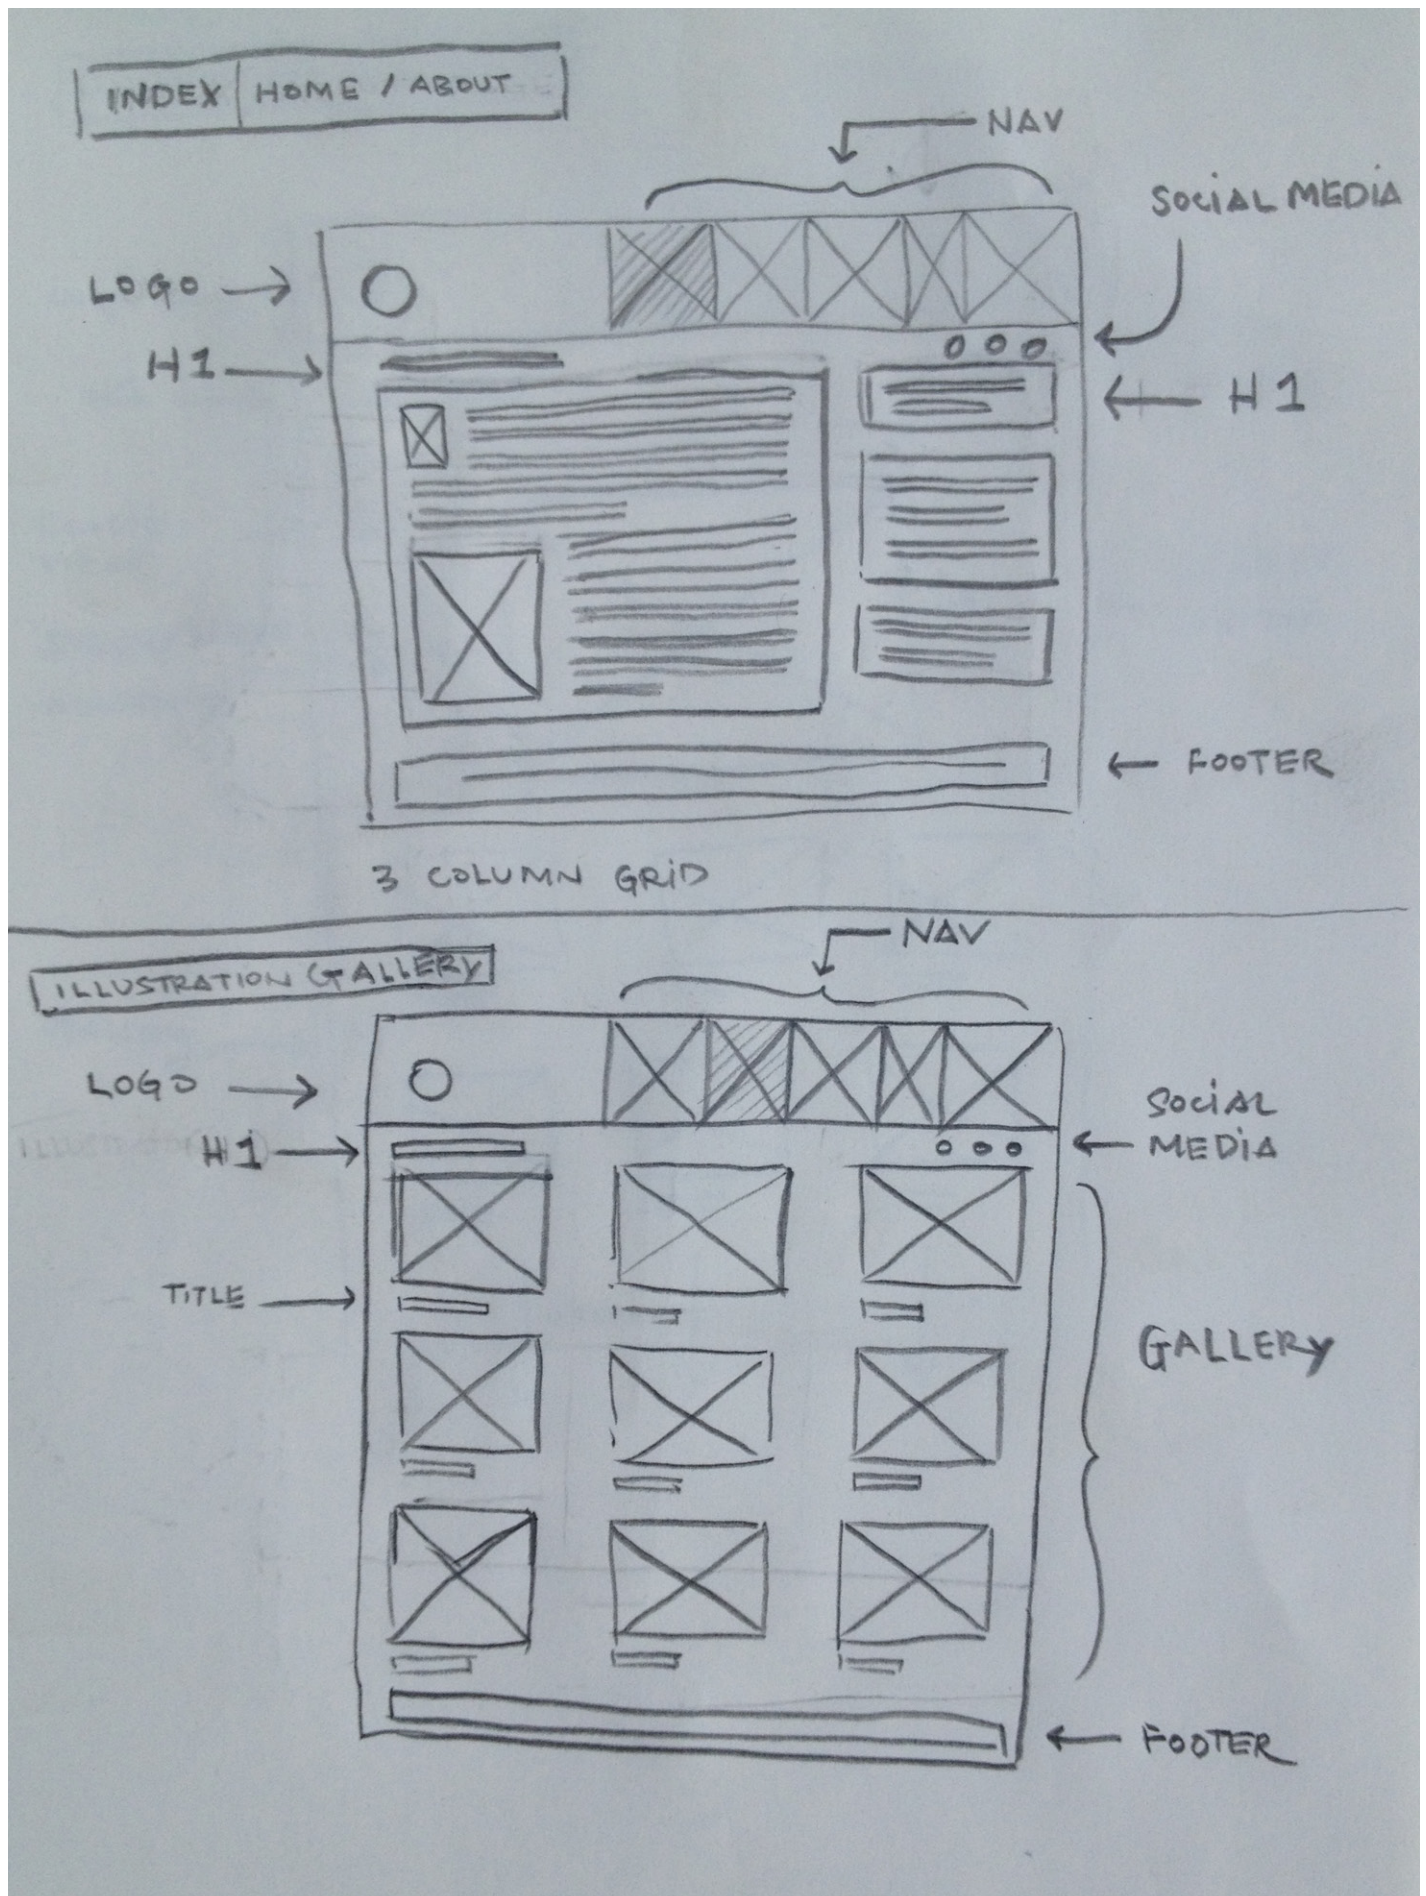 INDEX HOME / ABOUT
NAV
SOCIAL MEDIA
LOGO
H1
H1
FOOTER
3 COLUMN GRID
NAV
ILLUSTRATION GALLERY
LOGO
SOCIAL
MEDIA
H1
TITLE
GALLERY
FOOTER